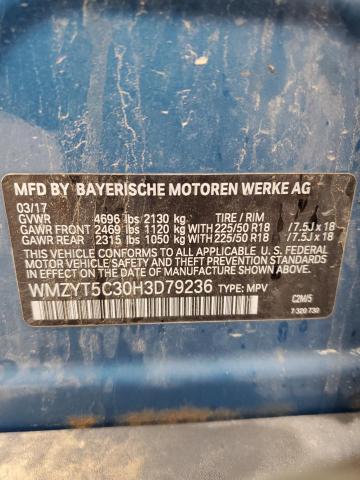 MFD BY BAYERISCHE MOTOREN WERKE AG
03/17
GVWR 4696 lbs 2130 kg TIRE / RIM
GAWR FRONT 2469 lbs 1120 kg WITH 225/50 R18 /7.5J x 18
GAWR REAR 2315 lbs 1050 kg WITH 225/50 R18 /7.5J x 18
THIS VEHICLE CONFORMS TO ALL APPLICABLE U.S. FEDERAL
MOTOR VEHICLE SAFETY STANDARDS IN EFFECT ON THE
DATE OF MANUFACTURE SHOWN ABOVE.
WMZYT5C30H3D79236 TYPE: MPV
C2M/5
7 320 730